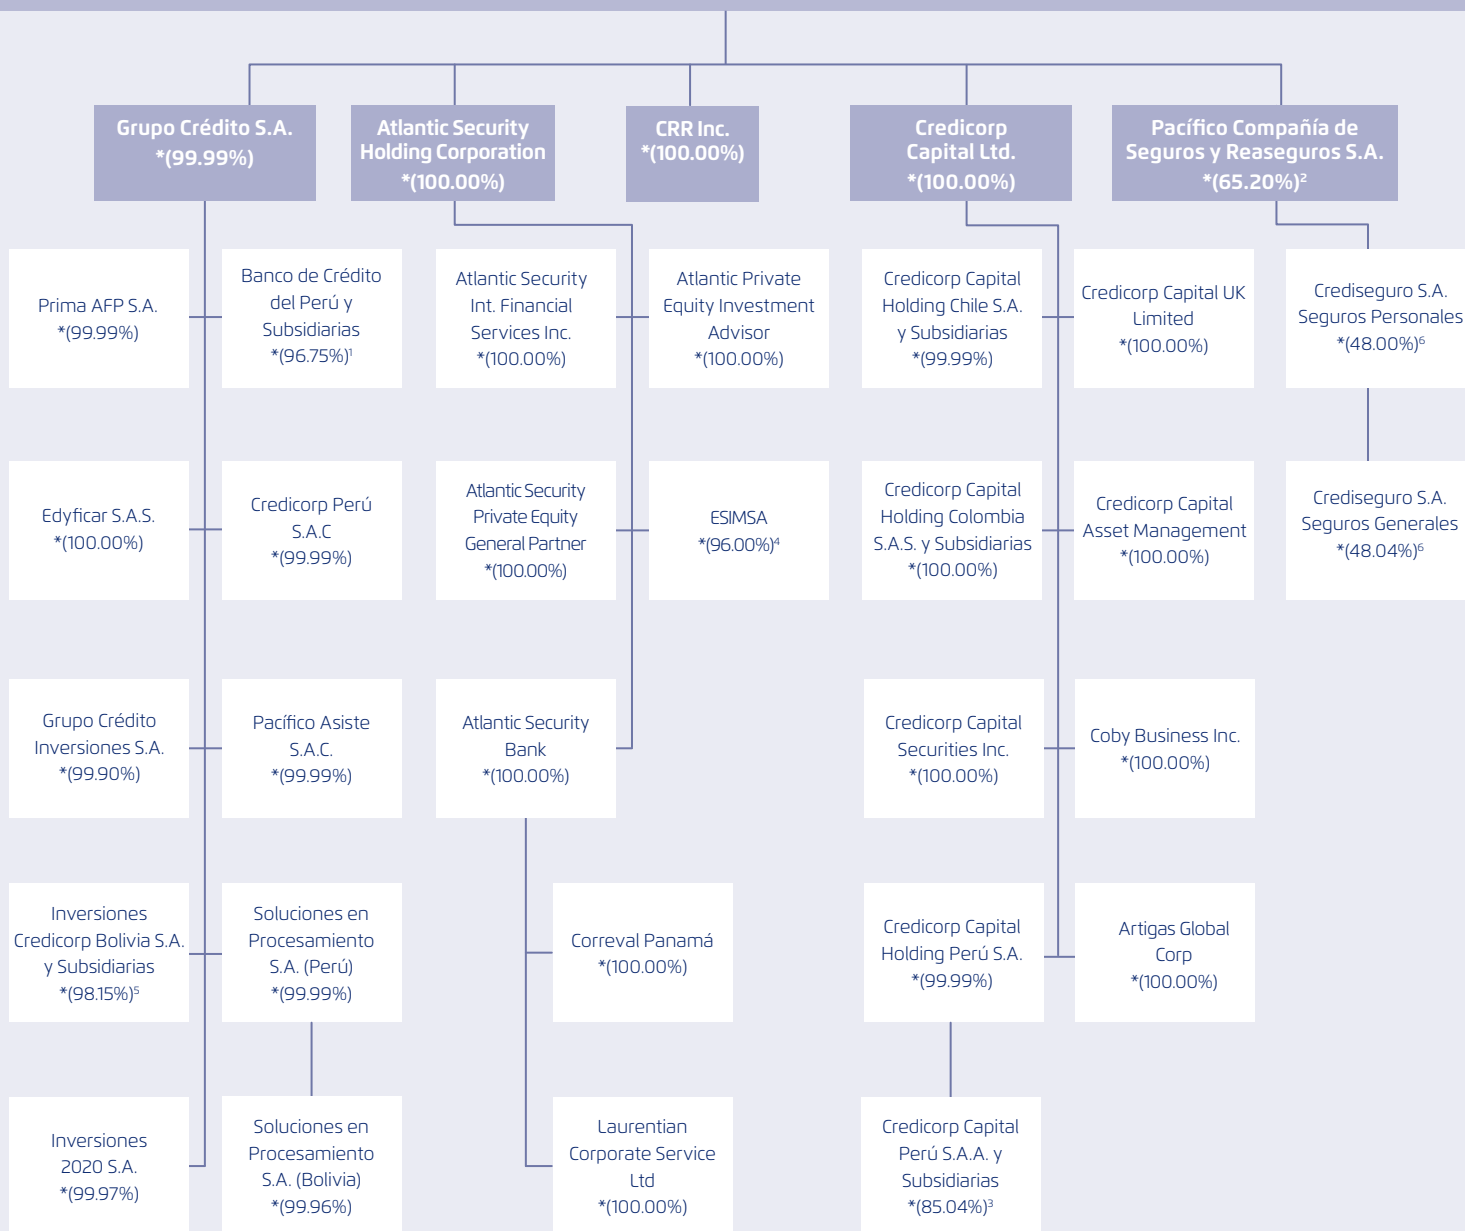 Grupo Crédito S.A.
*(99.99%)
Atlantic Security
Holding Corporation
*(100.00%)
CRR Inc.
*(100.00%)
Credicorp
Capital Ltd.
*(100.00%)
Pacífico Compañía de
Seguros y Reaseguros S.A.
*(65.20%)²
Prima AFP S.A.
*(99.99%)
Banco de Crédito
del Perú y
Subsidiarias
*(96.75%)¹
Atlantic Security
Int. Financial
Services Inc.
*(100.00%)
Atlantic Private
Equity Investment
Advisor
*(100.00%)
Credicorp Capital
Holding Chile S.A.
y Subsidiarias
*(99.99%)
Credicorp Capital UK
Limited
*(100.00%)
Crediseguro S.A.
Seguros Personales
*(48.00%)⁶
Edyficar S.A.S.
*(100.00%)
Credicorp Perú
S.A.C
*(99.99%)
Atlantic Security
Private Equity
General Partner
*(100.00%)
ESIMSA
*(96.00%)⁴
Credicorp Capital
Holding Colombia
S.A.S. y Subsidiarias
*(100.00%)
Credicorp Capital
Asset Management
*(100.00%)
Crediseguro S.A.
Seguros Generales
*(48.04%)⁶
Grupo Crédito
Inversiones S.A.
*(99.90%)
Pacífico Asiste
S.A.C.
*(99.99%)
Atlantic Security
Bank
*(100.00%)
Credicorp Capital
Securities Inc.
*(100.00%)
Coby Business Inc.
*(100.00%)
Inversiones
Credicorp Bolivia S.A.
y Subsidiarias
*(98.15%)⁵
Soluciones en
Procesamiento
S.A. (Perú)
*(99.99%)
Correval Panamá
*(100.00%)
Credicorp Capital
Holding Perú S.A.
*(99.99%)
Artigas Global
Corp
*(100.00%)
Inversiones
2020 S.A.
*(99.97%)
Soluciones en
Procesamiento
S.A. (Bolivia)
*(99.96%)
Laurentian
Corporate Service
Ltd
*(100.00%)
Credicorp Capital
Perú S.A.A. y
Subsidiarias
*(85.04%)³